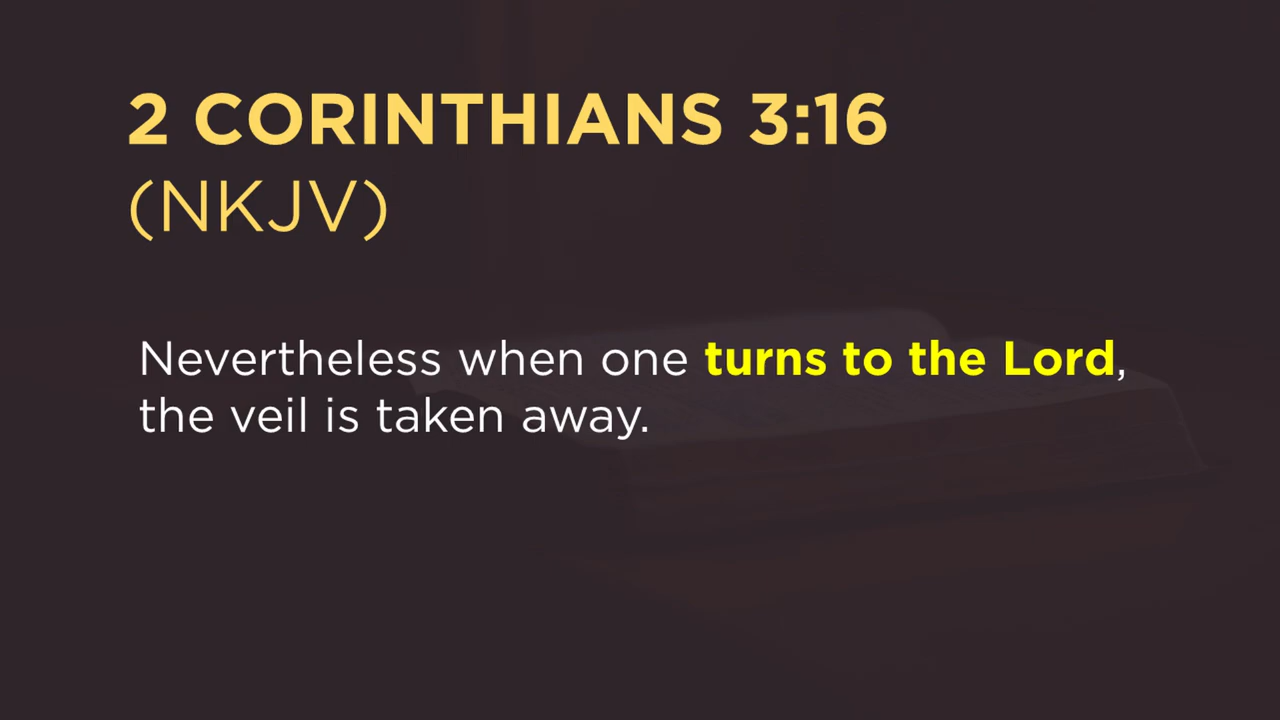 2 CORINTHIANS 3:16
(NKJV)
Nevertheless when one turns to the Lord,
the veil is taken away.